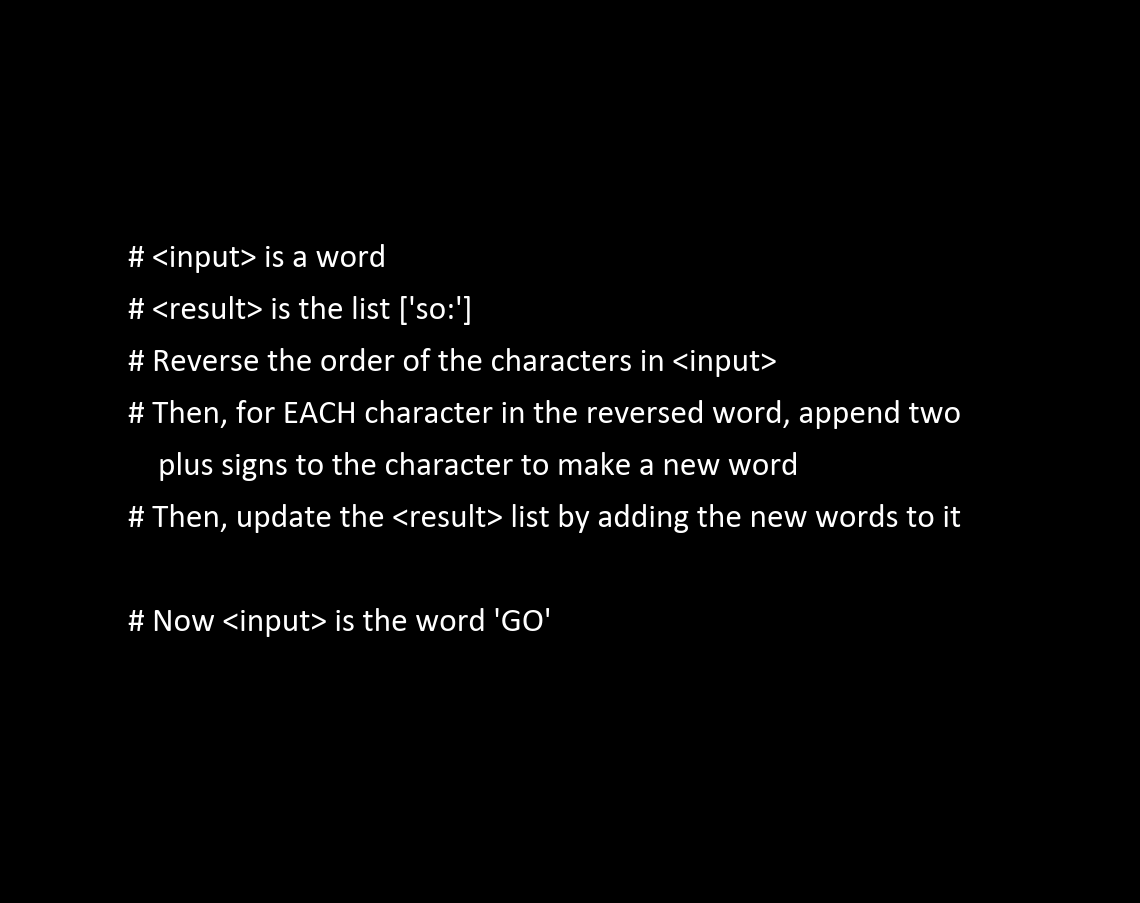 # <input> is a word
# <result> is the list ['so:']
# Reverse the order of the characters in <input>
# Then, for EACH character in the reversed word, append two
plus signs to the character to make a new word
# Then, update the <result> list by adding the new words to it
# Now <input> is the word 'GO'